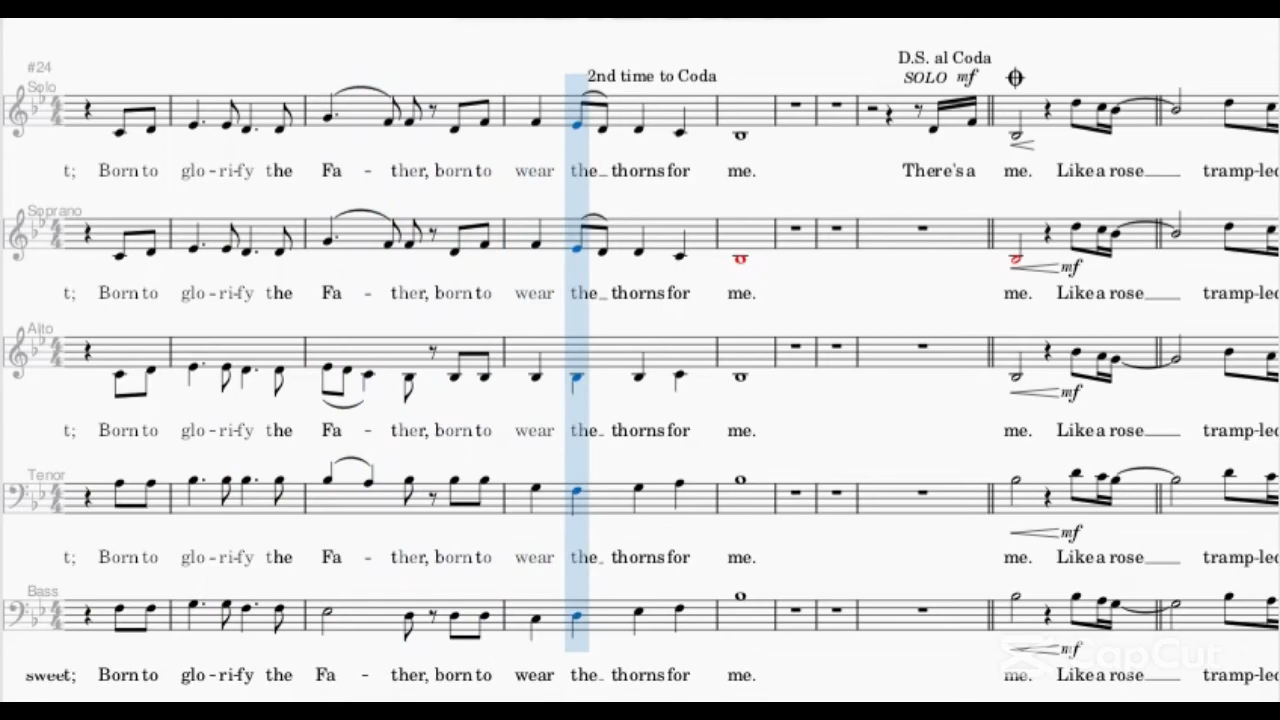 D.S. al Coda
#24
2nd time to Coda
SOLO mf
Solo
t; Born to glo-ri-fy the Fa - ther, born to wear the_ thorns for me. There's a me. Like a rose___ tramp-led
Soprano
mf
t; Born to glo-ri-fy the Fa - ther, born to wear the_ thorns for me. me. Like a rose___ tramp-led
Alto
mf
t; Born to glo-ri-fy the Fa - ther, born to wear the_ thorns for me. me. Like a rose___ tramp-led
Tenor
mf
t; Born to glo-ri-fy the Fa - ther, born to wear the_ thorns for me. me. Like a rose___ tramp-led
Bass
mf
CapCut
sweet; Born to glo-ri-fy the Fa - ther, born to wear the_ thorns for me. me. Like a rose___ tramp-led